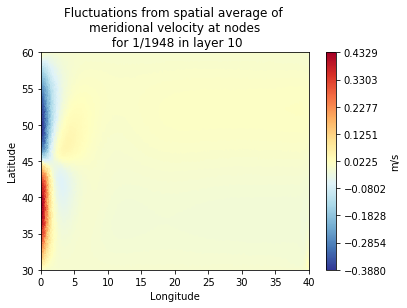 Fluctuations from spatial average of
meridional velocity at nodes
for 1/1948 in layer 10
60
55
50
45
40
35
30
Latitude
0 5 10 15 20 25 30 35 40
Longitude
0.4329
0.3303
0.2277
0.1251
0.0225
−0.0802
−0.1828
−0.2854
−0.3880
m/s